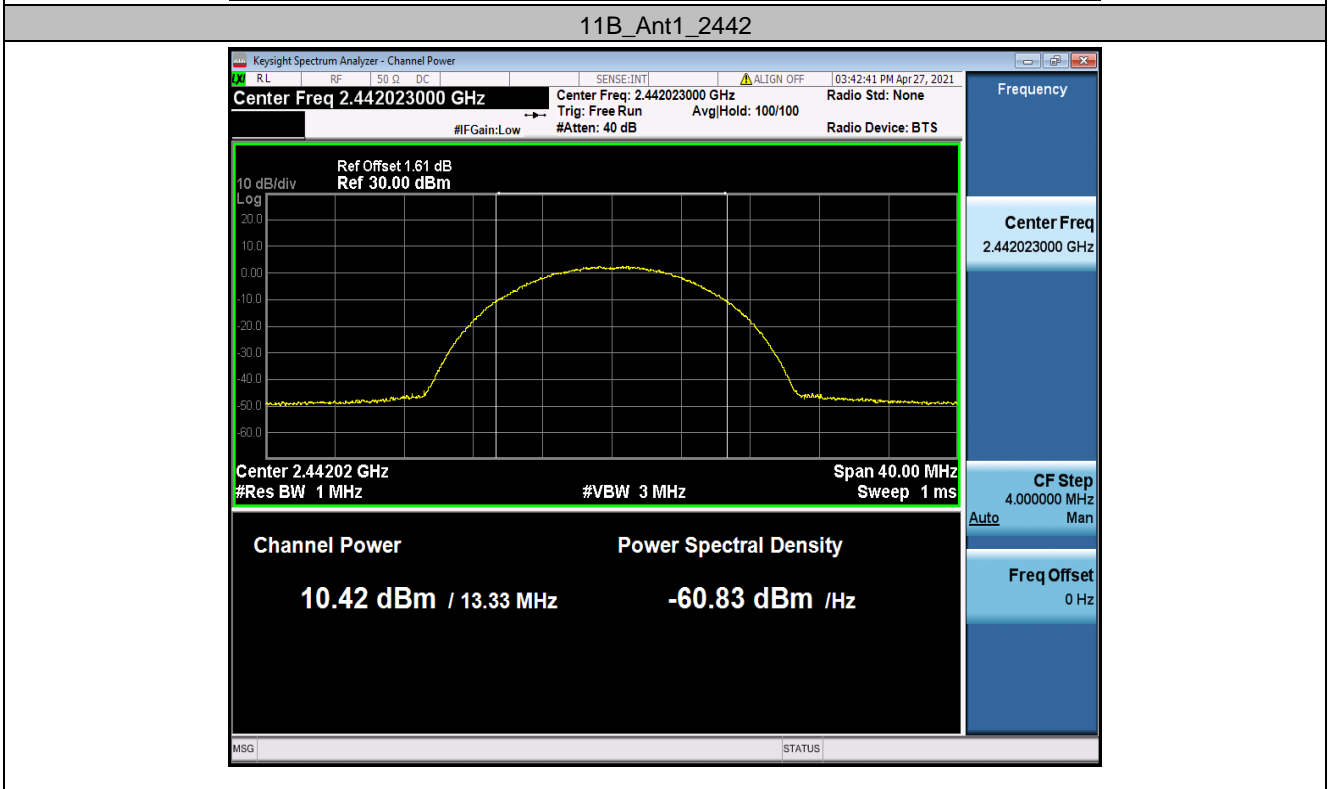 11B_Ant1_2442
Keysight Spectrum Analyzer - Channel Power
LXI RL RF 50 Ω DC SENSE:INT ALIGN OFF 03:42:41 PM Apr 27, 2021
Center Freq 2.442023000 GHz
Center Freq: 2.442023000 GHz Radio Std: None
Trig: Free Run Avg|Hold: 100/100
#IFGain:Low #Atten: 40 dB Radio Device: BTS
Frequency
Ref Offset 1.61 dB
10 dB/div Ref 30.00 dBm
Log
20.0
10.0
0.00
-10.0
-20.0
-30.0
-40.0
-50.0
-60.0
Center 2.44202 GHz Span 40.00 MHz
#Res BW 1 MHz #VBW 3 MHz Sweep 1 ms
Center Freq
2.442023000 GHz
CF Step
4.000000 MHz
Auto Man
Freq Offset
0 Hz
Channel Power Power Spectral Density
10.42 dBm / 13.33 MHz -60.83 dBm /Hz
MSG STATUS